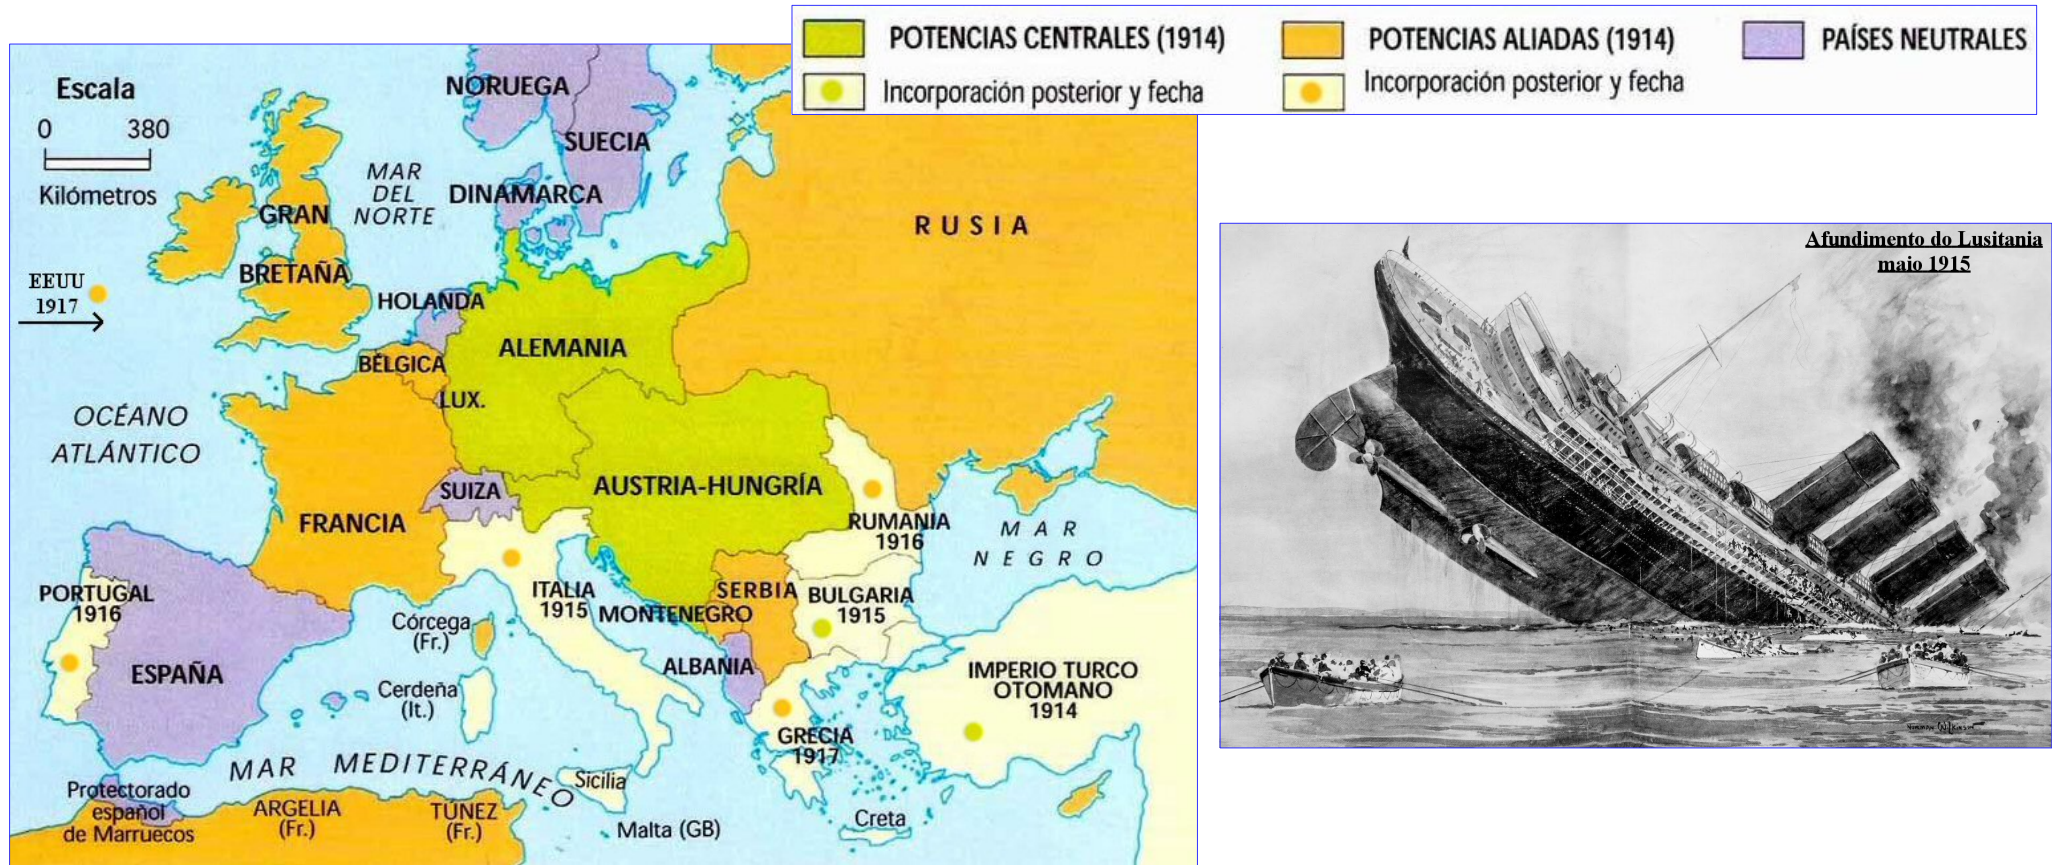 POTENCIAS CENTRALES (1914)
Incorporación posterior y fecha
POTENCIAS ALIADAS (1914)
Incorporación posterior y fecha
PAÍSES NEUTRALES
Escala
0 380
Kilómetros
NORUEGA
SUECIA
MAR
DEL
NORTE
DINAMARCA
GRAN
BRETAÑA
RUSIA
EEUU
1917
HOLANDA
ALEMANIA
BÉLGICA
LUX.
OCÉANO
ATLÁNTICO
SUIZA
AUSTRIA-HUNGRÍA
FRANCIA
RUMANIA
1916
MAR
NEGRO
PORTUGAL
1916
ITALIA
1915
SERBIA
BULGARIA
1915
MONTENEGRO
Córcega
(Fr.)
ESPAÑA
ALBANIA
IMPERIO TURCO
OTOMANO
1914
Cerdeña
(It.)
GRECIA
1917
MAR MEDITERRÁNEO
Sicilia
Protectorado
español
de Marruecos
ARGELIA
(Fr.)
TÚNEZ
(Fr.)
Malta (GB)
Creta
Afundimento do Lusitania
maio 1915
NORMAN WILKINSON